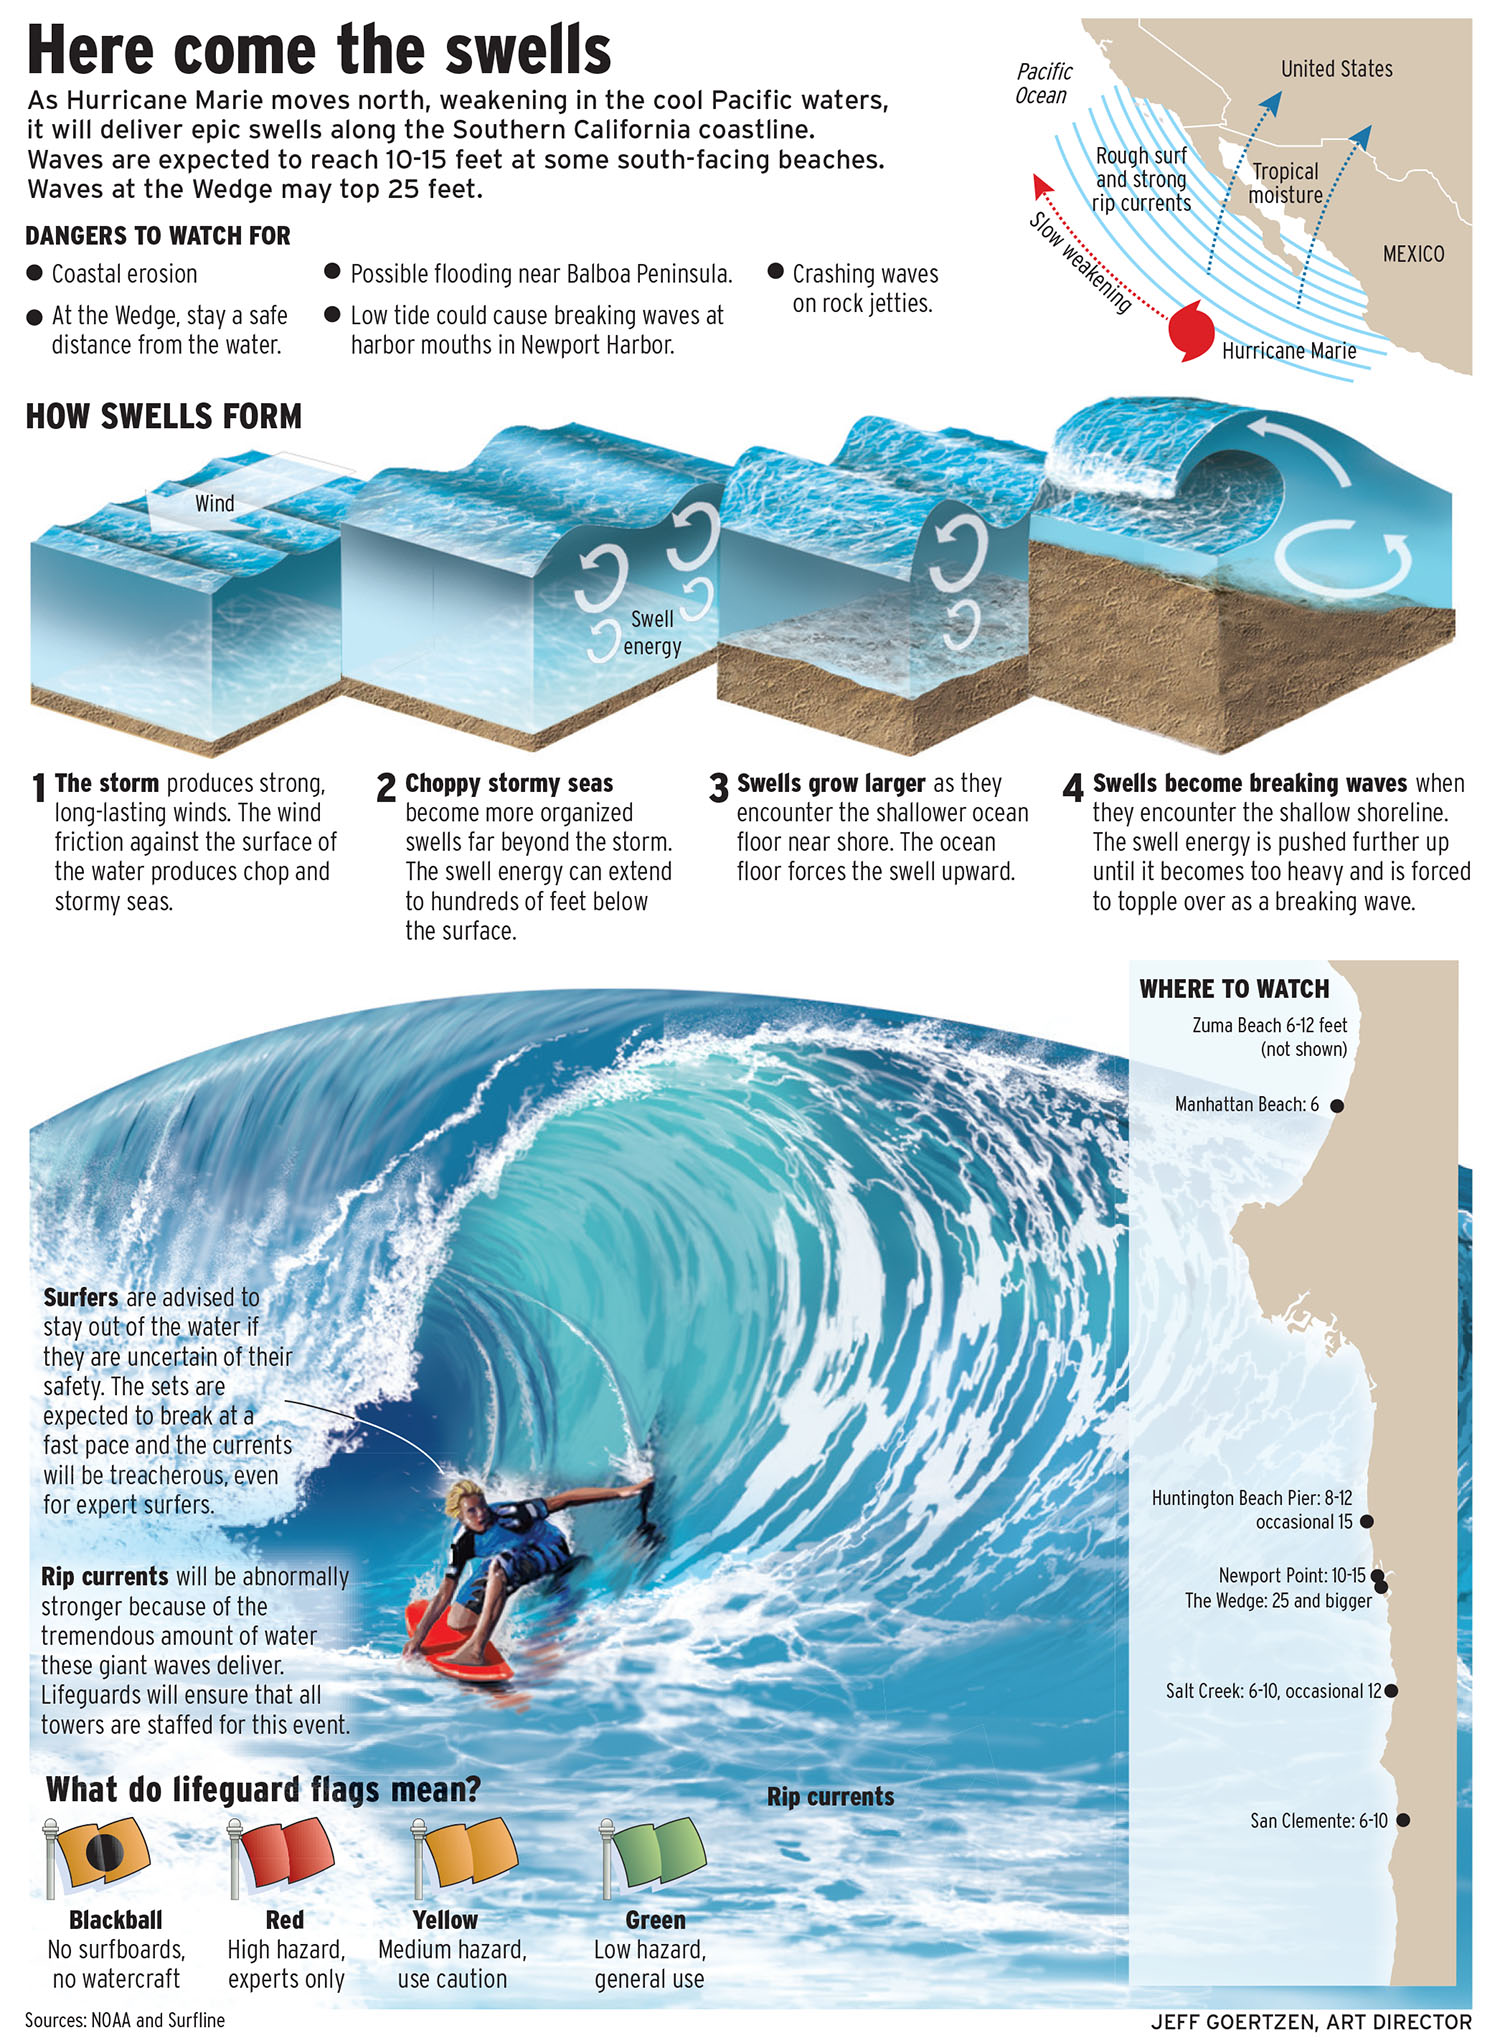 Here come the swells
As Hurricane Marie moves north, weakening in the cool Pacific waters,
it will deliver epic swells along the Southern California coastline.
Waves are expected to reach 10-15 feet at some south-facing beaches.
Waves at the Wedge may top 25 feet.
DANGERS TO WATCH FOR
● Coastal erosion
● At the Wedge, stay a safe
distance from the water.
● Possible flooding near Balboa Peninsula.
● Low tide could cause breaking waves at
harbor mouths in Newport Harbor.
● Crashing waves
on rock jetties.
Pacific
Ocean
United States
Rough surf
and strong
rip currents
Tropical
moisture
Slow weakening
MEXICO
Hurricane Marie
HOW SWELLS FORM
Wind
Swell
energy
1 The storm produces strong,
long-lasting winds. The wind
friction against the surface of
the water produces chop and
stormy seas.
2 Choppy stormy seas
become more organized
swells far beyond the storm.
The swell energy can extend
to hundreds of feet below
the surface.
3 Swells grow larger as they
encounter the shallower ocean
floor near shore. The ocean
floor forces the swell upward.
4 Swells become breaking waves when
they encounter the shallow shoreline.
The swell energy is pushed further up
until it becomes too heavy and is forced
to topple over as a breaking wave.
WHERE TO WATCH
Zuma Beach 6-12 feet
(not shown)
Manhattan Beach: 6
Huntington Beach Pier: 8-12
occasional 15
Newport Point: 10-15
The Wedge: 25 and bigger
Salt Creek: 6-10, occasional 12
San Clemente: 6-10
Surfers are advised to
stay out of the water if
they are uncertain of their
safety. The sets are
expected to break at a
fast pace and the currents
will be treacherous, even
for expert surfers.
Rip currents will be abnormally
stronger because of the
tremendous amount of water
these giant waves deliver.
Lifeguards will ensure that all
towers are staffed for this event.
What do lifeguard flags mean?
Rip currents
Blackball
No surfboards,
no watercraft
Red
High hazard,
experts only
Yellow
Medium hazard,
use caution
Green
Low hazard,
general use
Sources: NOAA and Surfline
JEFF GOERTZEN, ART DIRECTOR